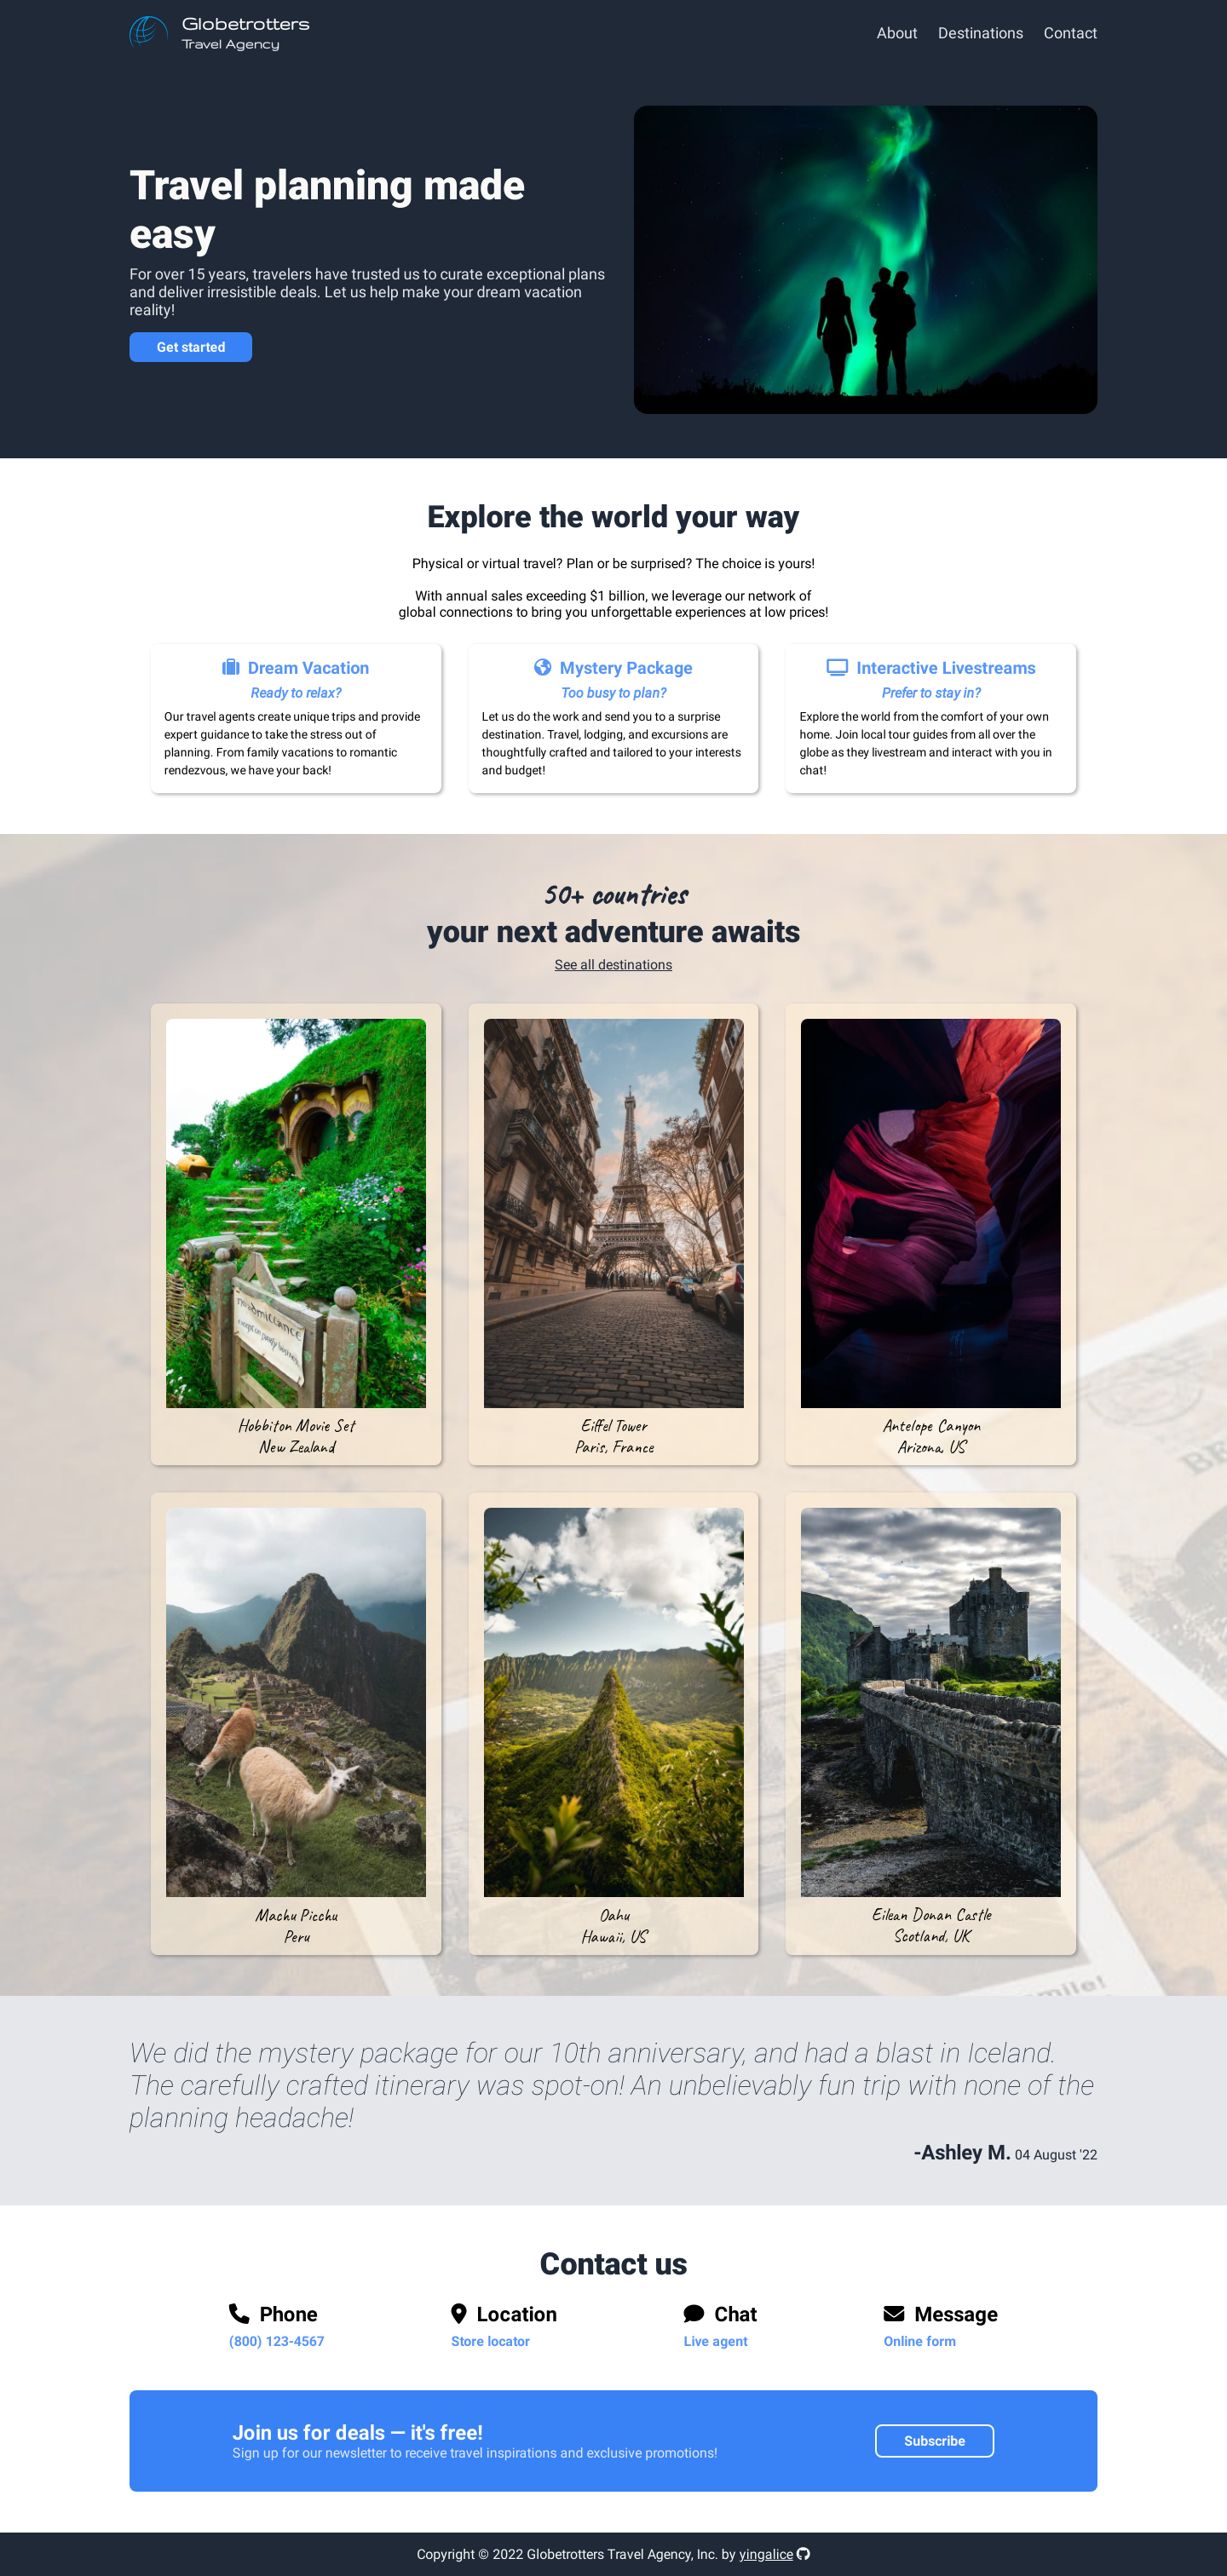 Globetrotters
Travel Agency
About Destinations Contact
Travel planning made
easy
For over 15 years, travelers have trusted us to curate exceptional plans
and deliver irresistible deals. Let us help make your dream vacation
reality!
Get started
Explore the world your way
Physical or virtual travel? Plan or be surprised? The choice is yours!
With annual sales exceeding $1 billion, we leverage our network of
global connections to bring you unforgettable experiences at low prices!
Dream Vacation
Ready to relax?
Our travel agents create unique trips and provide
expert guidance to take the stress out of
planning. From family vacations to romantic
rendezvous, we have your back!
Mystery Package
Too busy to plan?
Let us do the work and send you to a surprise
destination. Travel, lodging, and excursions are
thoughtfully crafted and tailored to your interests
and budget!
Interactive Livestreams
Prefer to stay in?
Explore the world from the comfort of your own
home. Join local tour guides from all over the
globe as they livestream and interact with you in
chat!
50+ countries
your next adventure awaits
See all destinations
no admittance
except on party business
Hobbiton Movie Set
New Zealand
Eiffel Tower
Paris, France
Antelope Canyon
Arizona, US
Machu Picchu
Peru
Oahu
Hawaii, US
Eilean Donan Castle
Scotland, UK
We did the mystery package for our 10th anniversary, and had a blast in Iceland.
The carefully crafted itinerary was spot-on! An unbelievably fun trip with none of the
planning headache!
-Ashley M. 04 August '22
Contact us
Phone
(800) 123-4567
Location
Store locator
Chat
Live agent
Message
Online form
Join us for deals — it's free!
Sign up for our newsletter to receive travel inspirations and exclusive promotions!
Subscribe
Copyright © 2022 Globetrotters Travel Agency, Inc. by yingalice